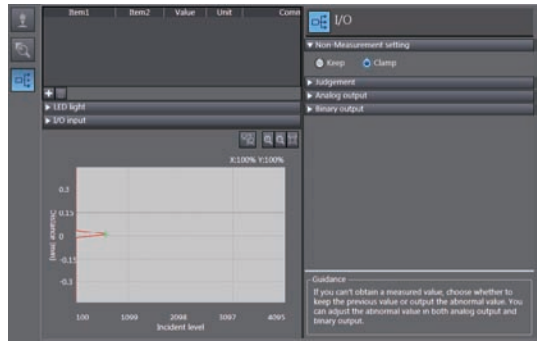 Item1 Item2 Value Unit Com
LED light
I/O input
X:100% Y:100%
0.3
0.15
0
-0.15
-0.3
100 1099 2098 3097 4095
Incident level
I/O
Non-Measurement setting
Keep Clamp
Judgement
Analog output
Binary output
Guidance
If you can't obtain a measured value, choose whether to
keep the previous value or output the abnormal value. You
can adjust the abnormal value in both analog output and
binary output.